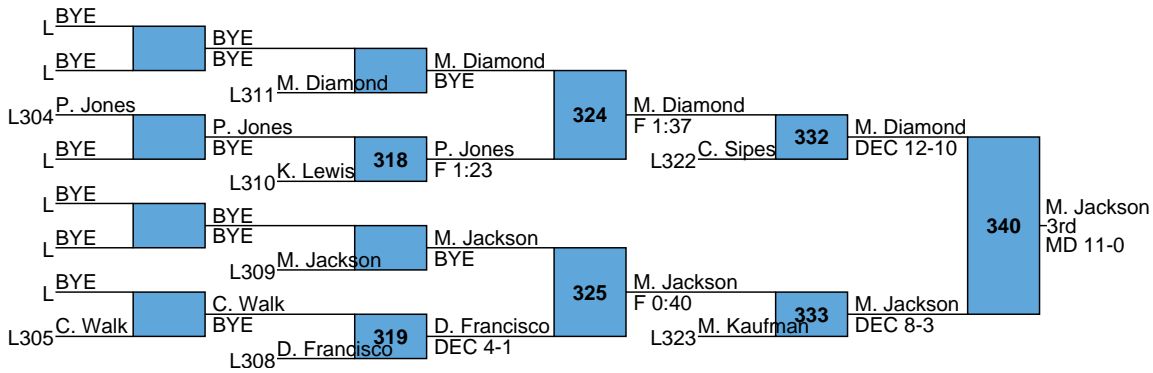 BYE
L
BYE
BYE
BYE
L
M. Diamond
BYE
M. Diamond
L311
P. Jones
L304
324
M. Diamond
F 1:37
P. Jones
BYE
332
M. Diamond
DEC 12-10
BYE
L
318
P. Jones
F 1:23
C. Sipes
L322
K. Lewis
L310
BYE
L
BYE
BYE
340
M. Jackson
3rd
MD 11-0
BYE
L
M. Jackson
BYE
M. Jackson
L309
BYE
L
325
M. Jackson
F 0:40
C. Walk
BYE
333
M. Jackson
DEC 8-3
C. Walk
L305
319
D. Francisco
DEC 4-1
M. Kaufman
L323
D. Francisco
L308